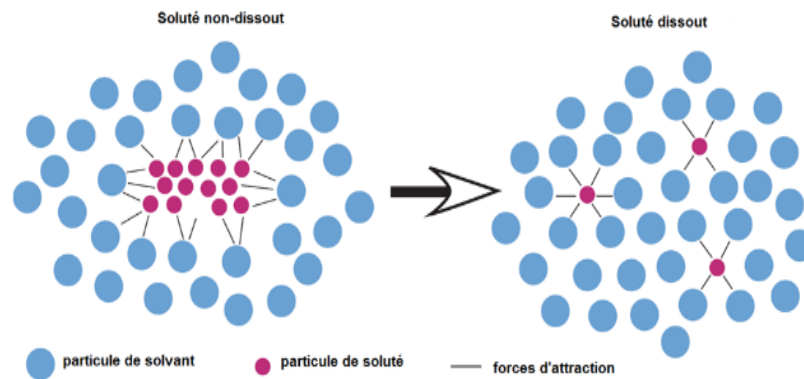 Soluté non-dissout
Soluté dissout
particule de solvant
particule de soluté
forces d'attraction